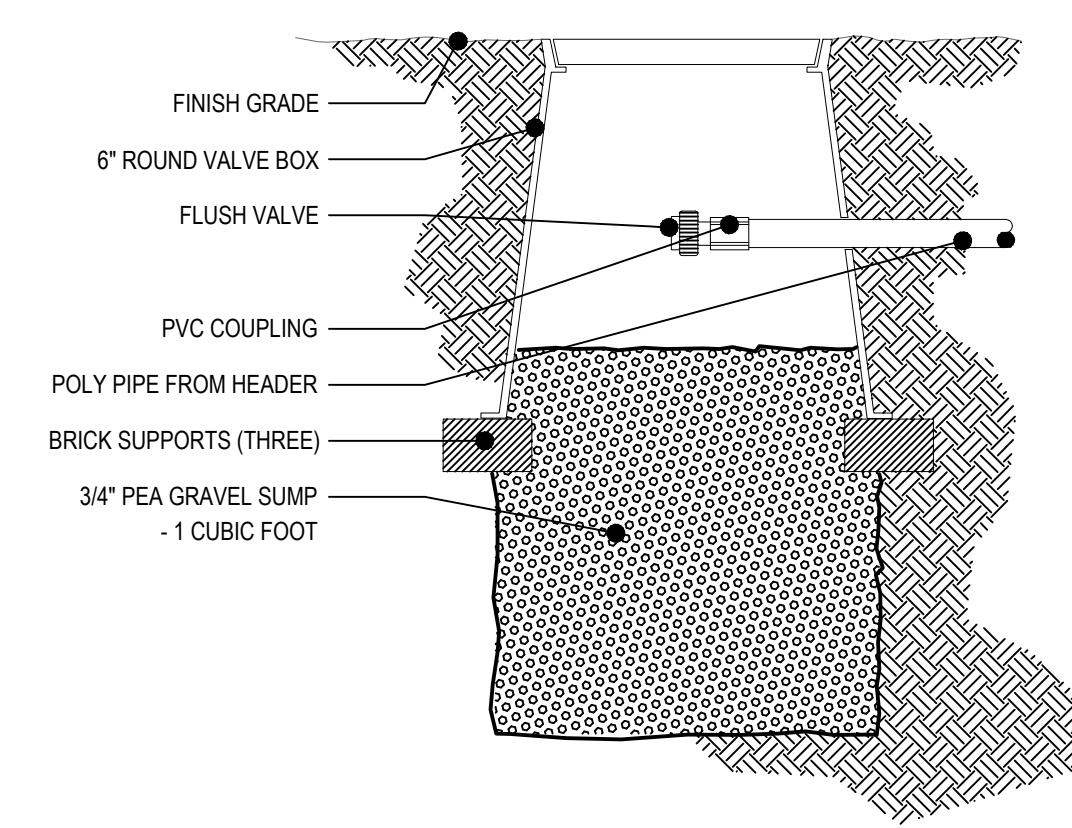 FINISH GRADE
6" ROUND VALVE BOX
FLUSH VALVE
PVC COUPLING
POLY PIPE FROM HEADER
BRICK SUPPORTS (THREE)
3/4" PEA GRAVEL SUMP
- 1 CUBIC FOOT